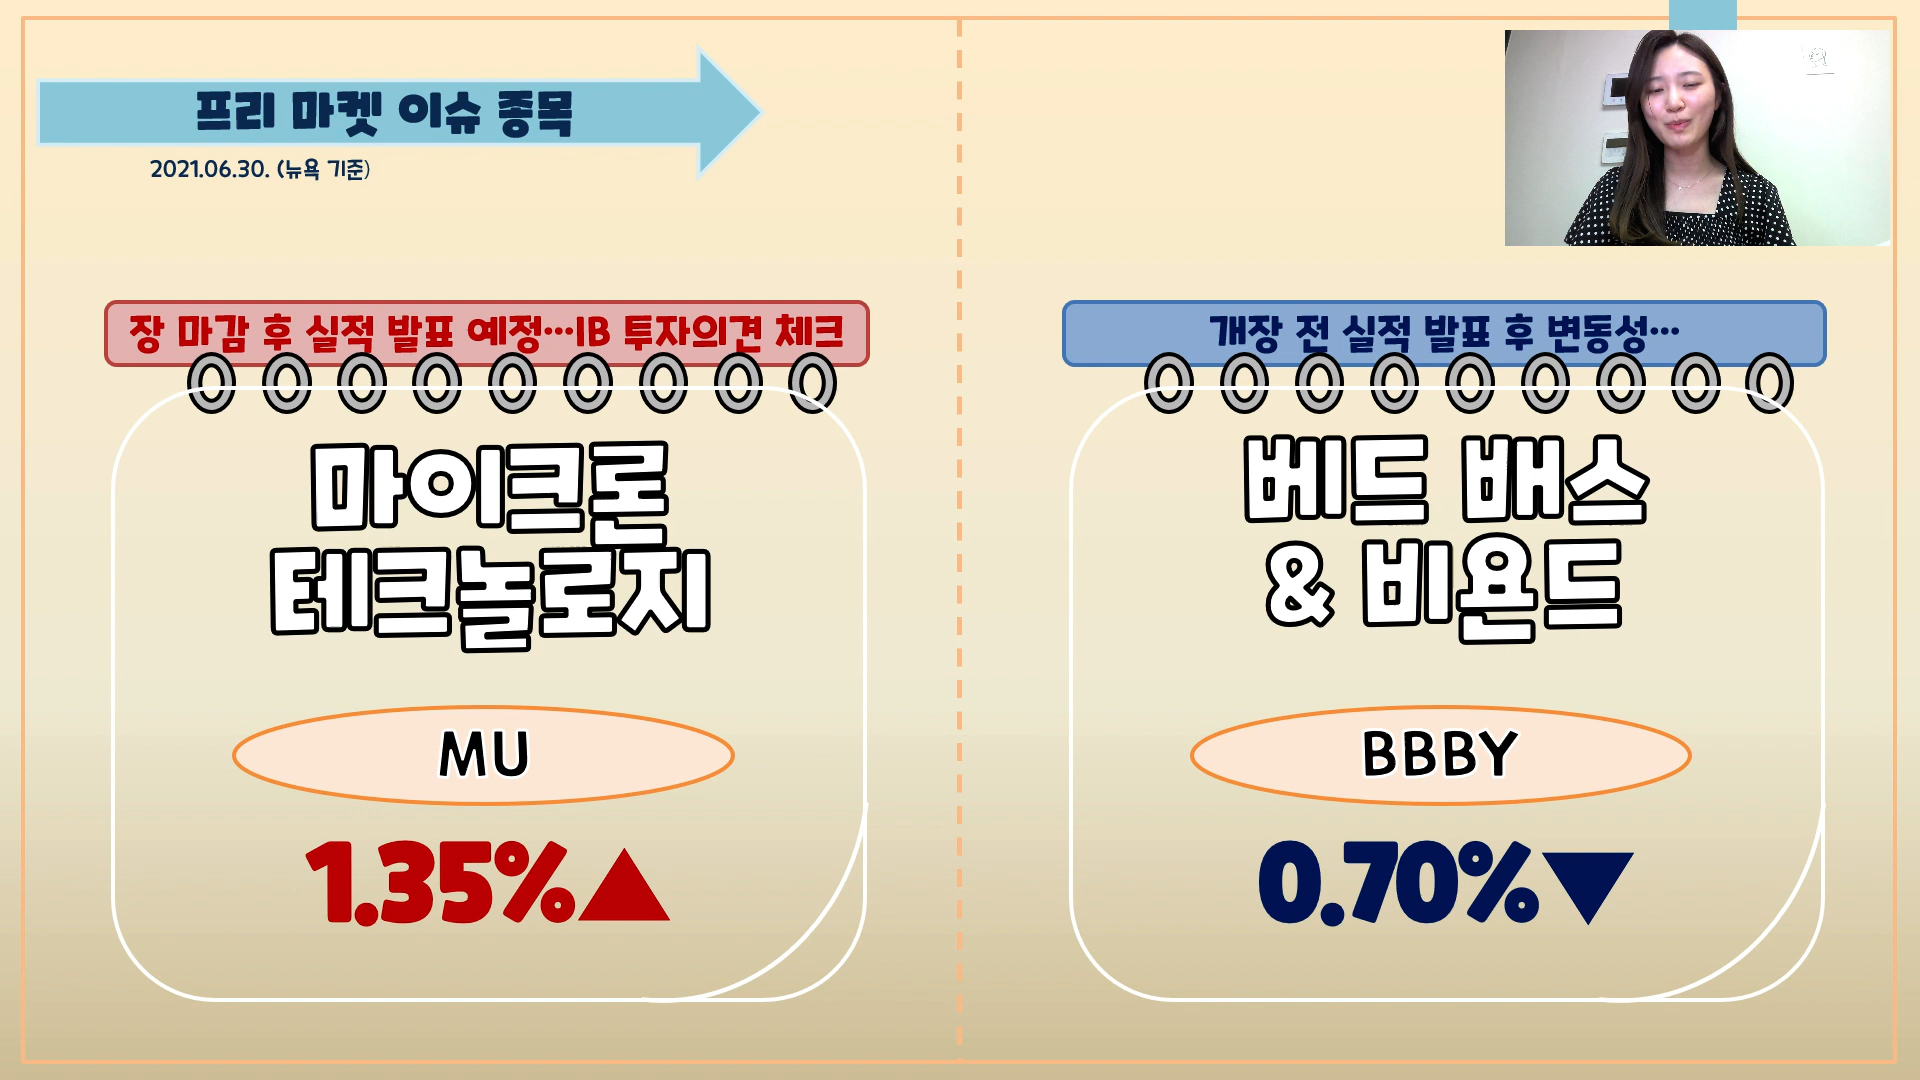 프리 마켓 이슈 종목
2021.06.30. (뉴욕 기준)
장 마감 후 실적 발표 예정…IB 투자의견 체크
마이크론
테크놀로지
MU
1.35%▲
개장 전 실적 발표 후 변동성…
베드 배스
& 비욘드
BBBY
0.70%▼